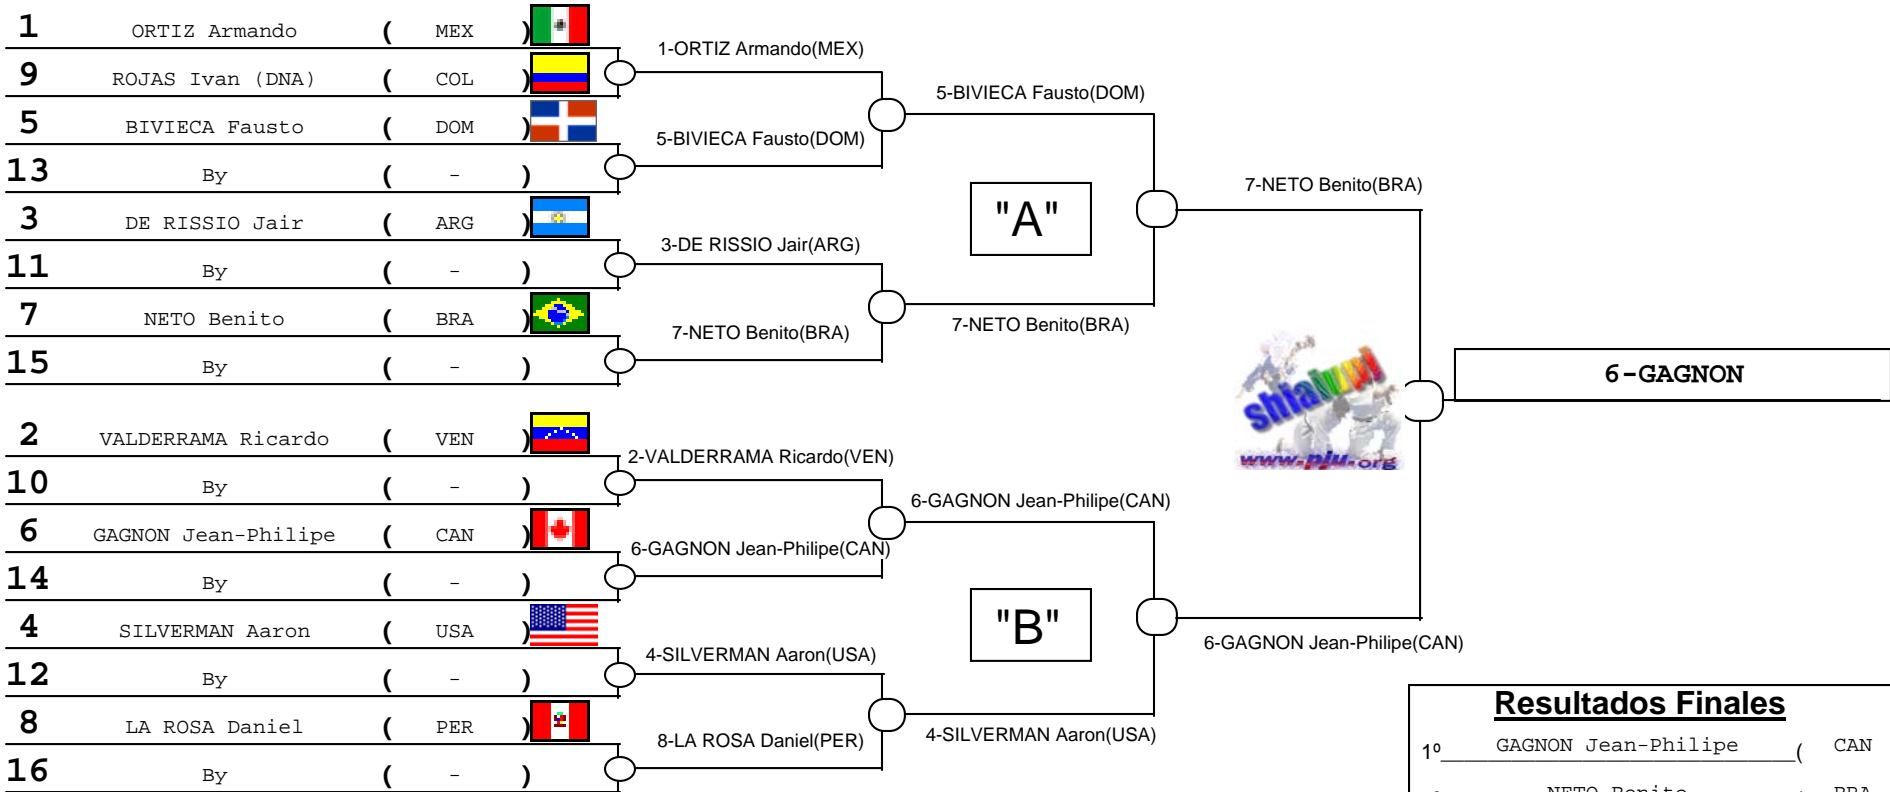 1 ORTIZ Armando ( MEX )
9 ROJAS Ivan (DNA) ( COL )
5 BIVIECA Fausto ( DOM )
13 By ( - )
3 DE RISSIO Jair ( ARG )
11 By ( - )
7 NETO Benito ( BRA )
15 By ( - )
2 VALDERRAMA Ricardo ( VEN )
10 By ( - )
6 GAGNON Jean-Philipe ( CAN )
14 By ( - )
4 SILVERMAN Aaron ( USA )
12 By ( - )
8 LA ROSA Daniel ( PER )
16 By ( - )
1-ORTIZ Armando(MEX)
5-BIVIECA Fausto(DOM)
3-DE RISSIO Jair(ARG)
7-NETO Benito(BRA)
2-VALDERRAMA Ricardo(VEN)
6-GAGNON Jean-Philipe(CAN)
4-SILVERMAN Aaron(USA)
8-LA ROSA Daniel(PER)
5-BIVIECA Fausto(DOM)
"A"
7-NETO Benito(BRA)
6-GAGNON Jean-Philipe(CAN)
"B"
4-SILVERMAN Aaron(USA)
7-NETO Benito(BRA)
www.pju.org
6-GAGNON Jean-Philipe(CAN)
6-GAGNON
Resultados Finales
1º GAGNON Jean-Philipe ( CAN
NETO Benito ( BRA